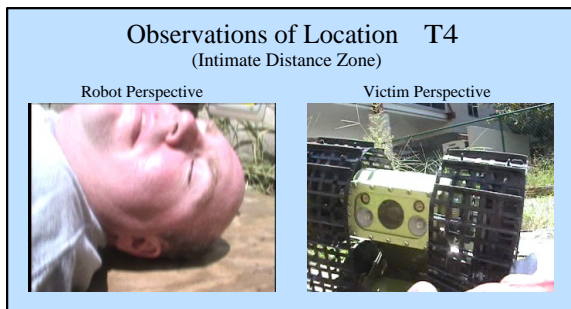 Observations of Location T4
(Intimate Distance Zone)
Robot Perspective
Victim Perspective